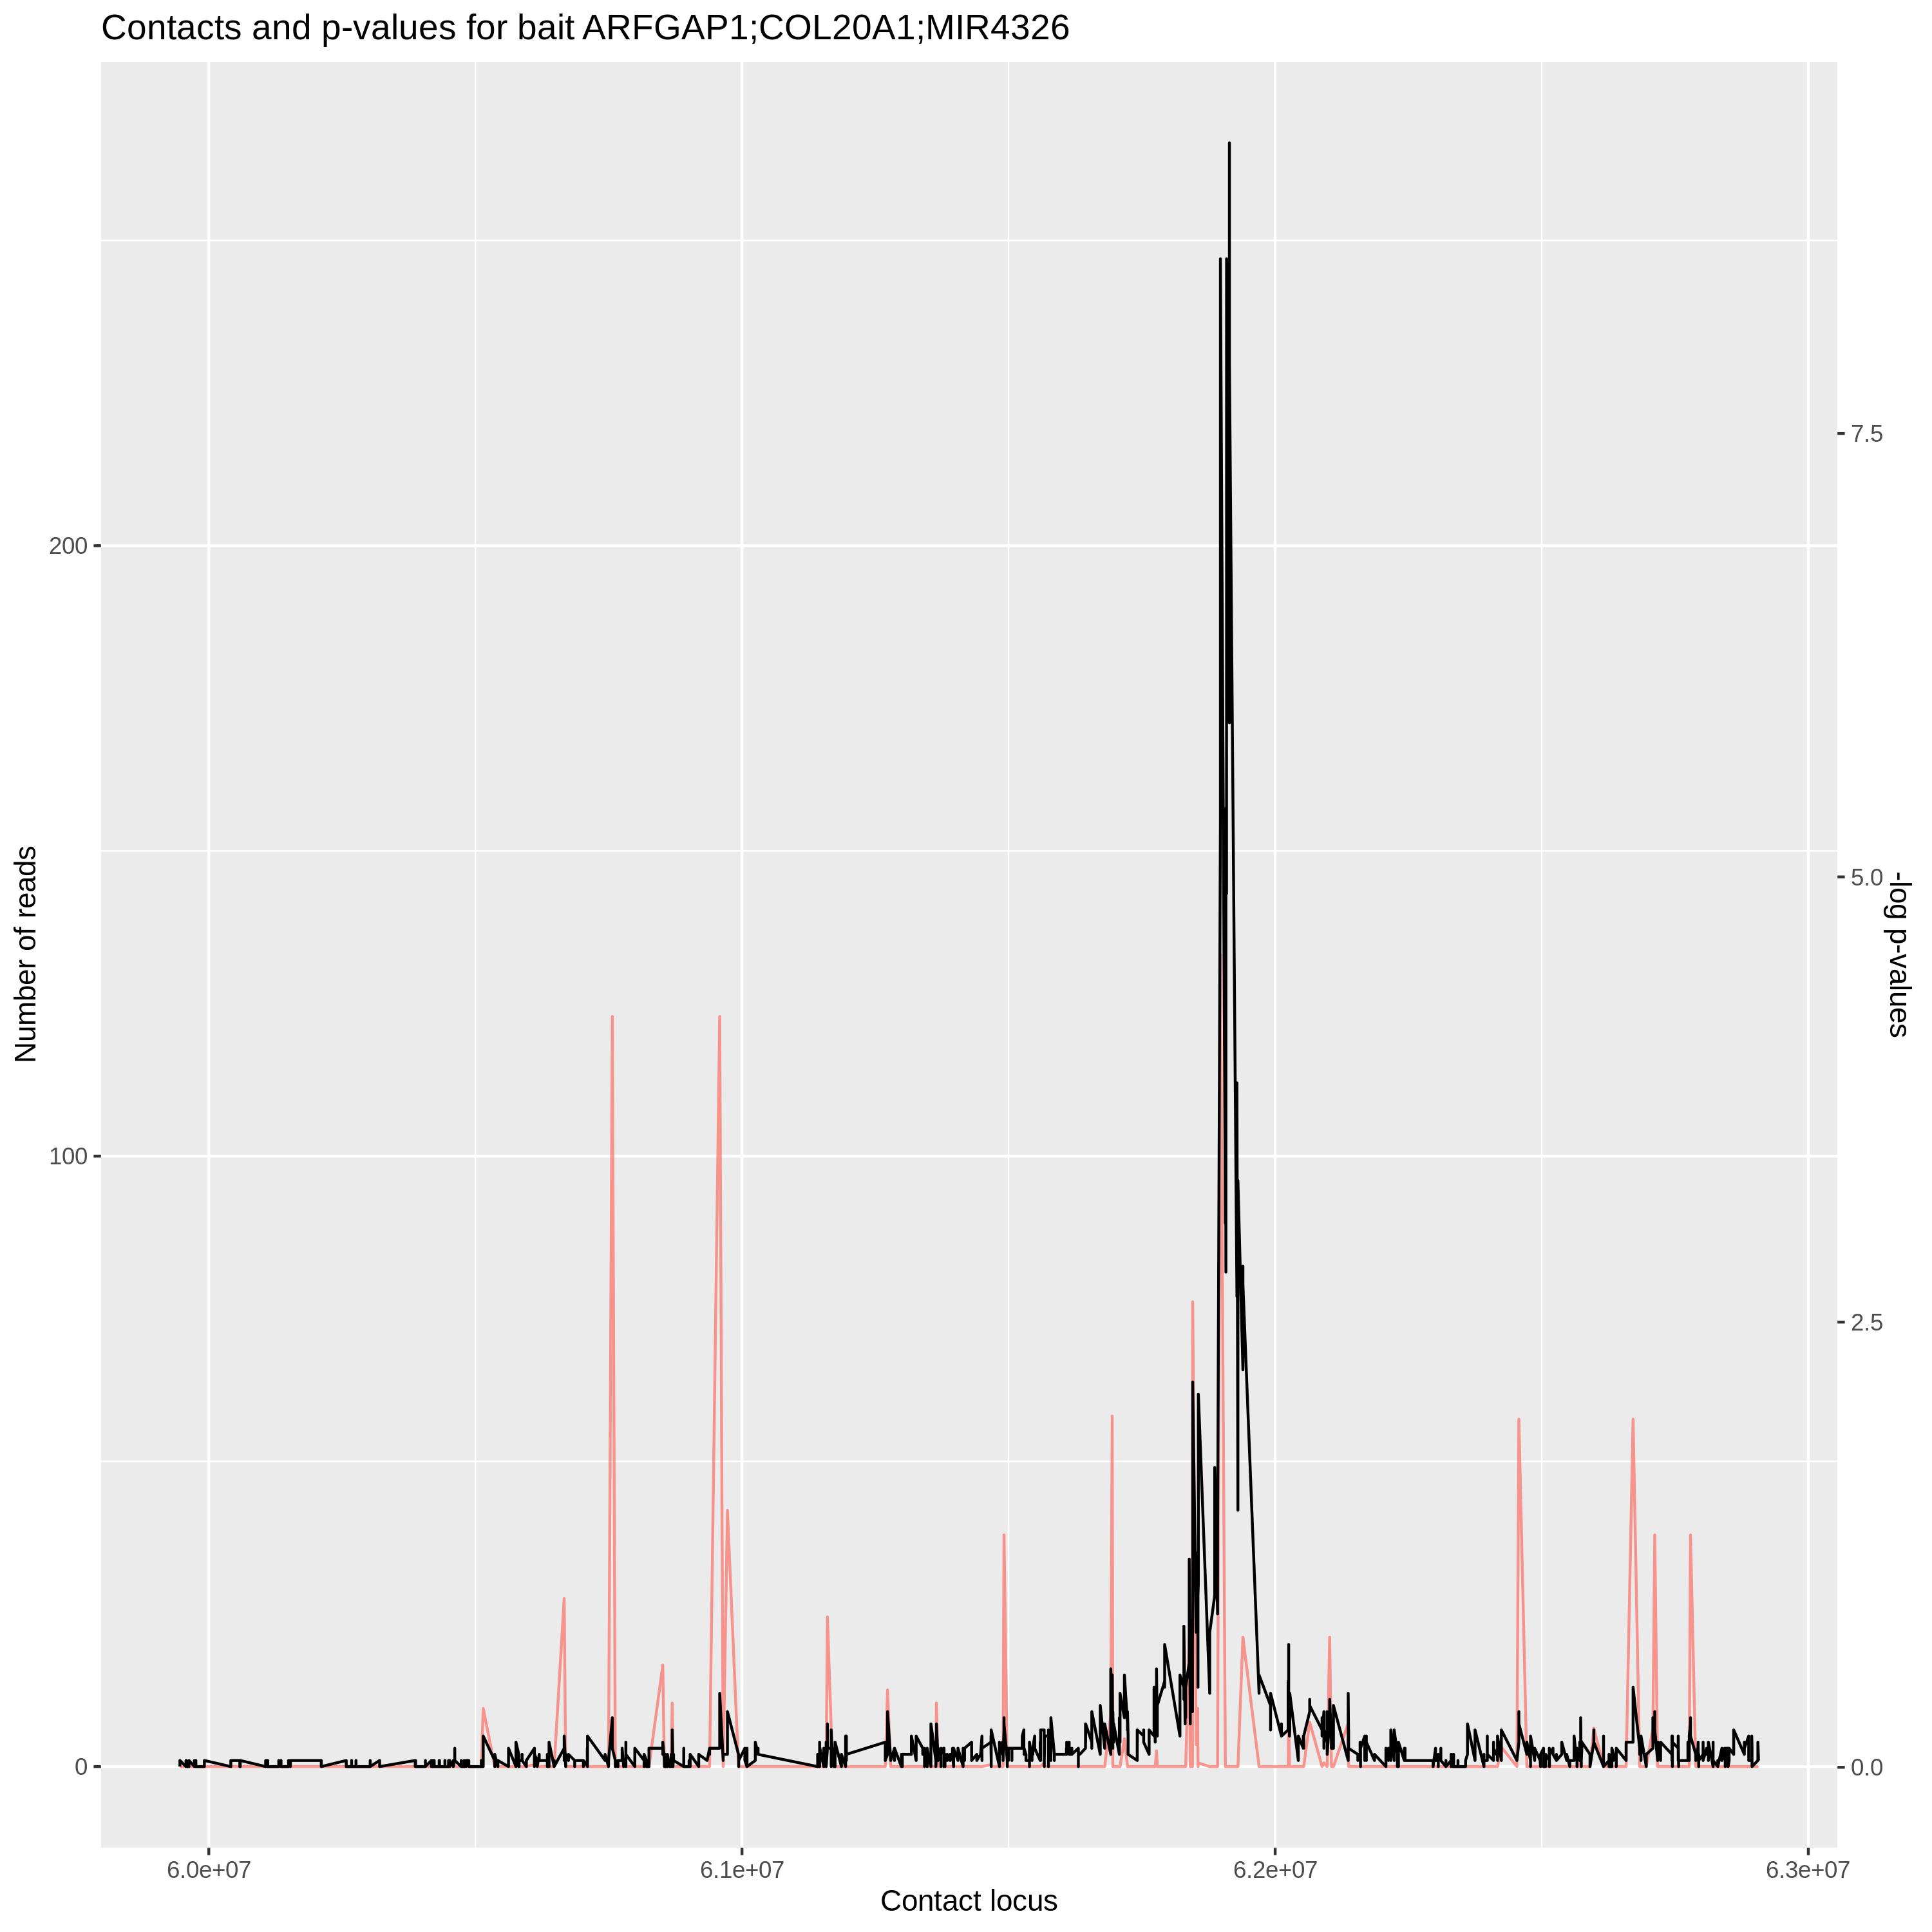 Contacts and p-values for bait ARFGAP1;COL20A1;MIR4326
Number of reads
200
100
0
7.5
5.0
2.5
0.0
-log p-values
6.0e+07 6.1e+07 6.2e+07 6.3e+07
Contact locus